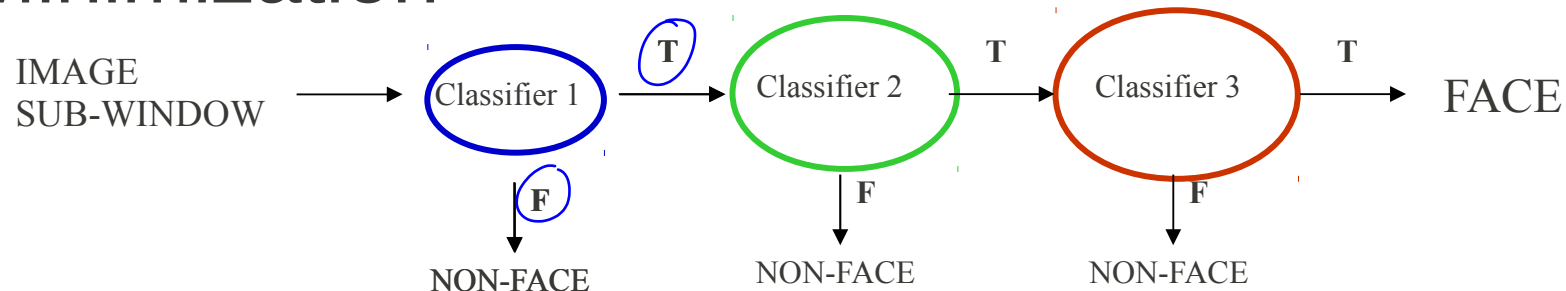 IMAGE
SUB-WINDOW
Classifier 1
T
Classifier 2
T
Classifier 3
T
FACE
F
F
F
NON-FACE
NON-FACE
NON-FACE